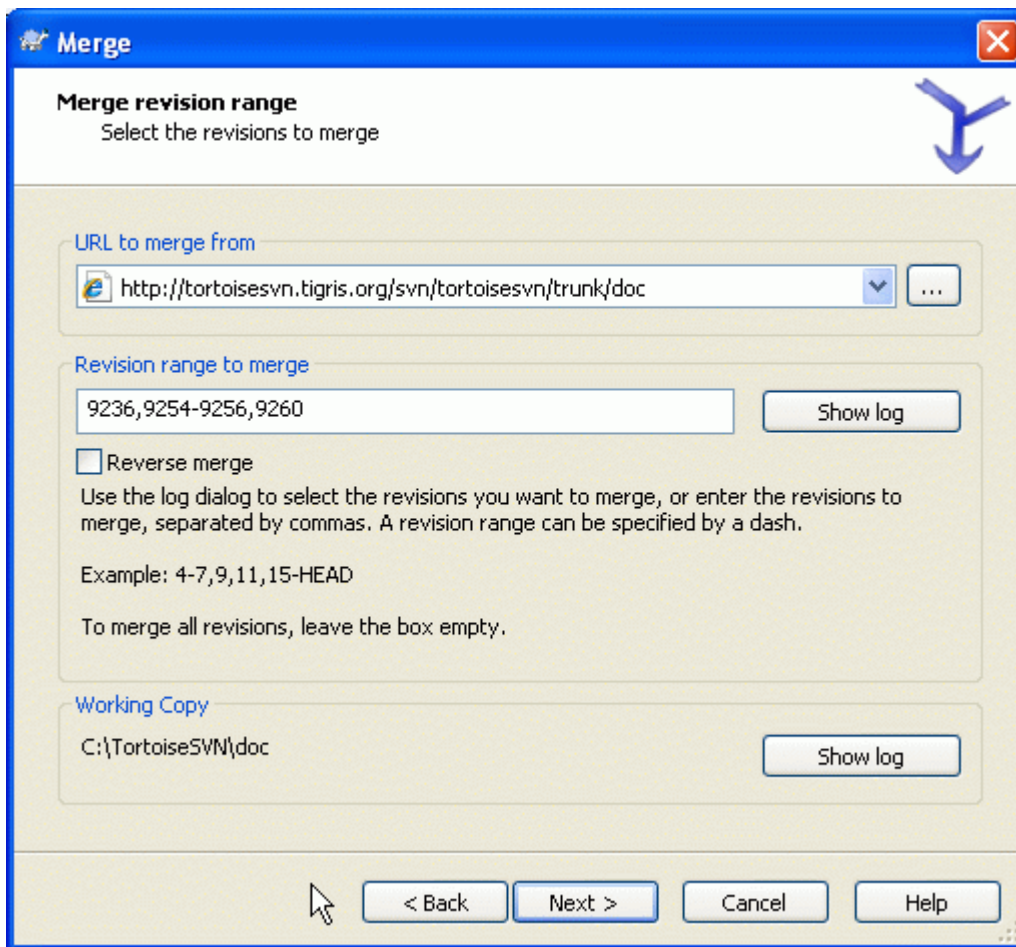 Merge
Merge revision range
Select the revisions to merge
URL to merge from
http://tortoisesvn.tigris.org/svn/tortoisesvn/trunk/doc
...
Revision range to merge
9236,9254-9256,9260
Show log
Reverse merge
Use the log dialog to select the revisions you want to merge, or enter the revisions to
merge, separated by commas. A revision range can be specified by a dash.
Example: 4-7,9,11,15-HEAD
To merge all revisions, leave the box empty.
Working Copy
C:\TortoiseSVN\doc
Show log
< Back
Next >
Cancel
Help